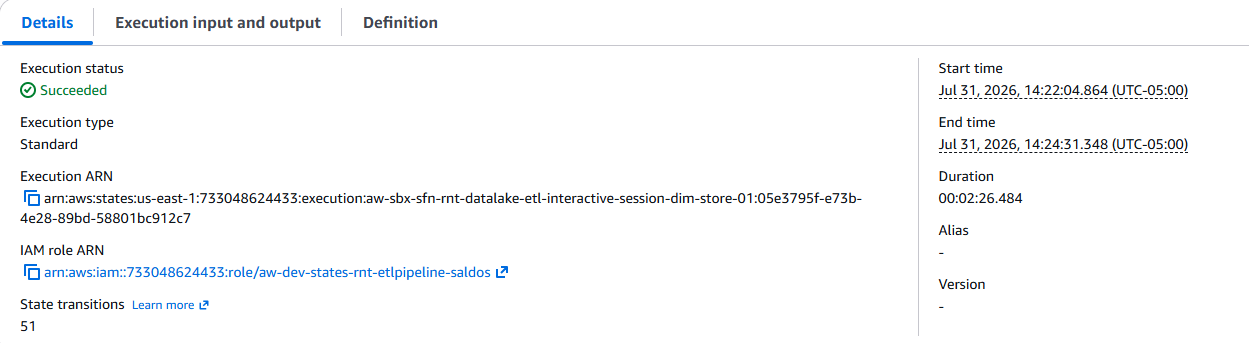 Details
Execution input and output
Definition
Execution status
Succeeded
Execution type
Standard
Execution ARN
arn:aws:states:us-east-1:733048624433:execution:aw-sbx-sfn-rnt-datalake-etl-interactive-session-dim-store-01:05e3795f-e73b-
4e28-89bd-58801bc912c7
IAM role ARN
arn:aws:iam::733048624433:role/aw-dev-states-rnt-etlpipeline-saldos
State transitions Learn more
51
Start time
Jul 31, 2026, 14:22:04.864 (UTC-05:00)
End time
Jul 31, 2026, 14:24:31.348 (UTC-05:00)
Duration
00:02:26.484
Alias
-
Version
-